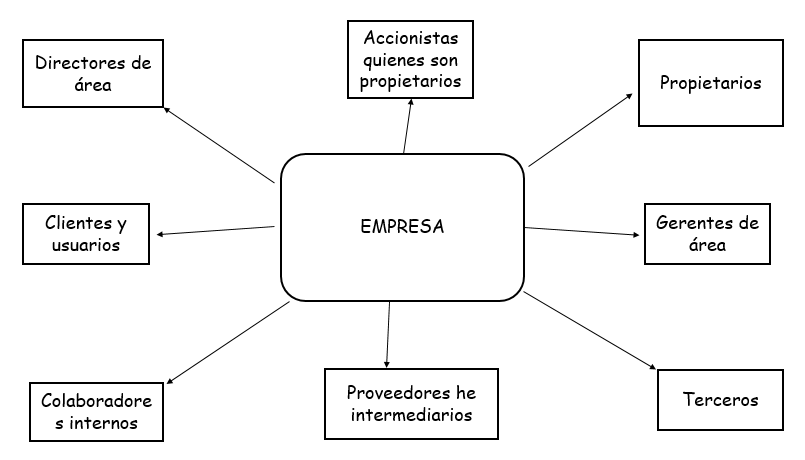 Directores de
área
Accionistas
quienes son
propietarios
Propietarios
Clientes y
usuarios
EMPRESA
Gerentes de
área
Colaboradore
s internos
Proveedores he
intermediarios
Terceros